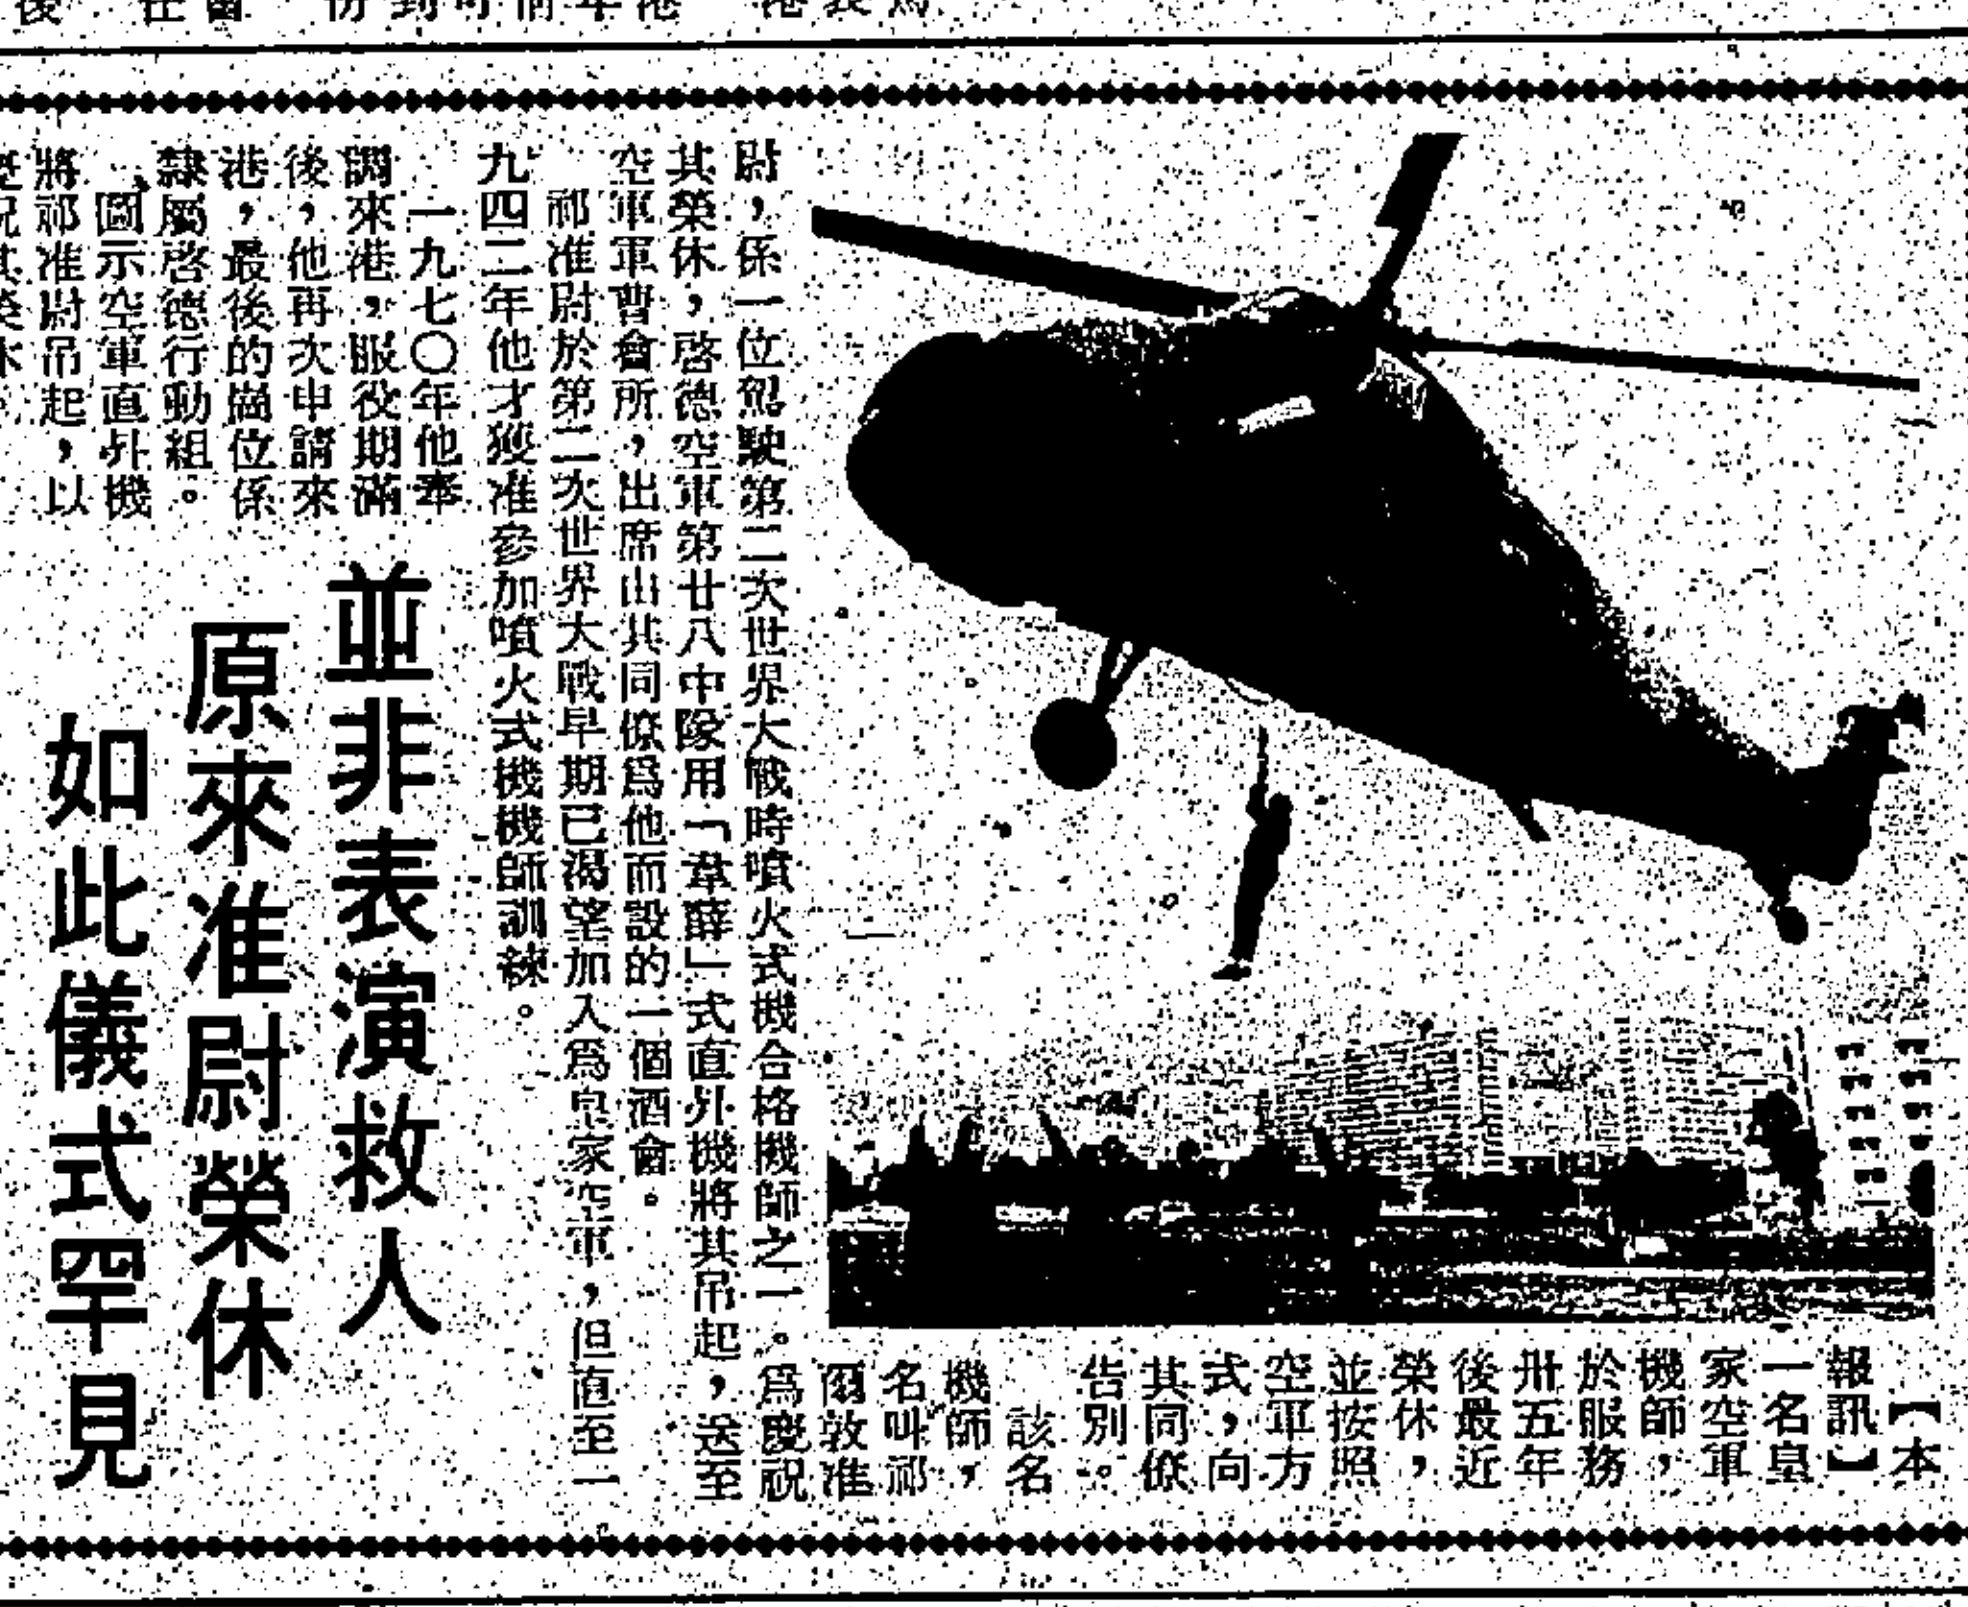 並非表演救人
原來准尉榮休
如此儀式罕見
【本
報訊】
一名皇
家空軍
機師，
於服務
卅五年
後最近
榮休，
並按照
空軍方
式，向
其同僚
告別。
該名
機師，
名叫祁
爾敦准
尉，係一位駕駛第二次世界大戰時噴火式機合格機師之一。爲慶祝
其榮休，啓德空軍第廿八中隊用「韋薛」式直升機將其吊起，送至
空軍軍曹會所，出席由其同僚爲他而設的一個酒會。
祁准尉於第二次世界大戰早期已渴望加入爲皇家空軍，但直至一
九四二年他才獲准參加噴火式機機師訓練。
一九七〇年他奉
調來港，服役期滿
後，他再次申請來
港，最後的崗位係
隸屬啓德行動組。
圖示空軍直升機
將祁准尉吊起，以
祝其榮休。